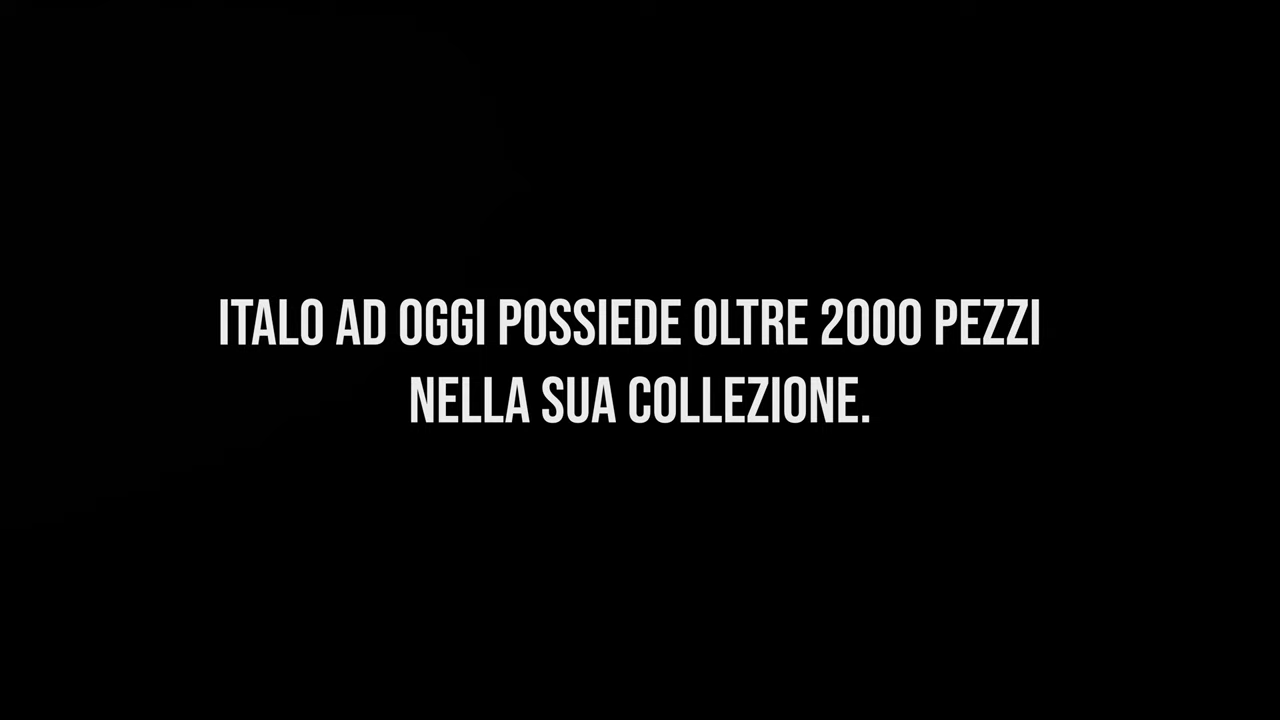 ITALO AD OGGI POSSIEDE OLTRE 2000 PEZZI
NELLA SUA COLLEZIONE.